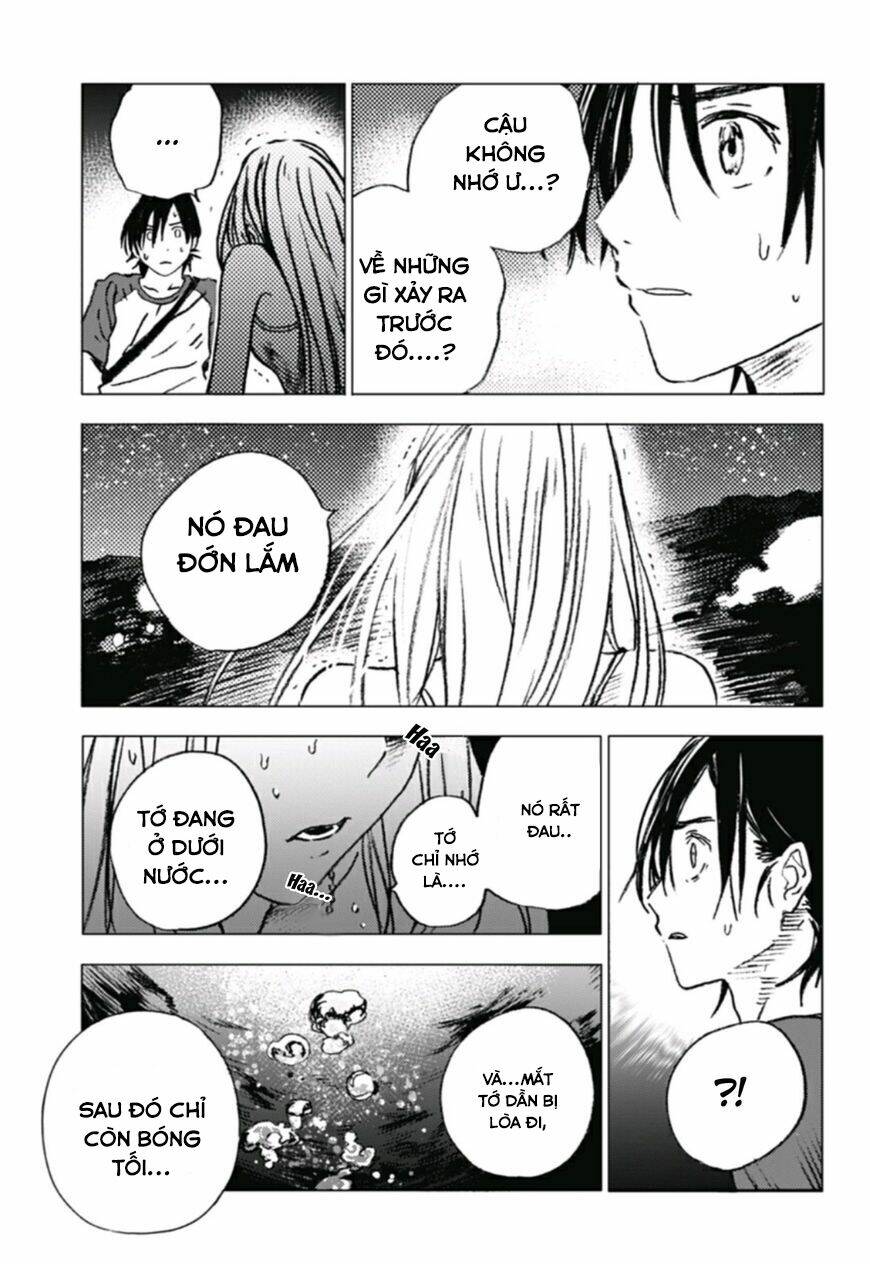 CẬU
KHÔNG
NHỚ Ư...?
VỀ NHỮNG
GÌ XẢY RA
TRƯỚC
ĐÓ....?
...
NÓ ĐAU
ĐỚN LẮM
NÓ RẤT
ĐAU..
Haa
TỚ
CHỈ NHỚ
LÀ....
Haa...
TỚ ĐANG
Ở DƯỚI
NƯỚC...
?!
VÀ...MẮT
TỚ DẦN BỊ
LÒA ĐI,
SAU ĐÓ CHỈ
CÒN BÓNG
TỐI...